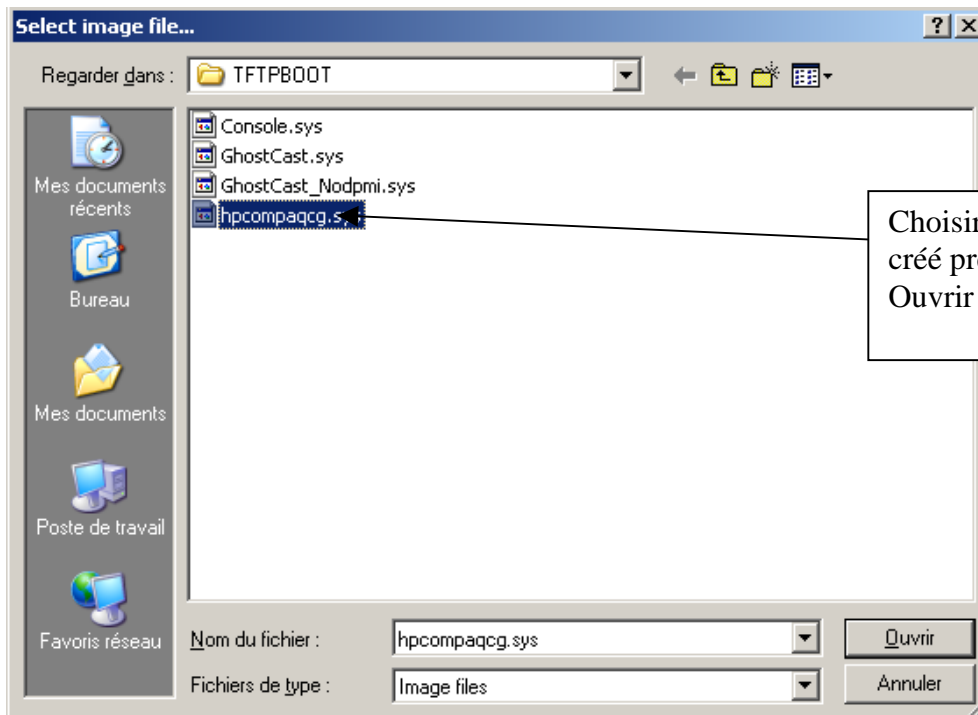 Select image file...
Regarder dans :
TFTPBOOT
Console.sys
GhostCast.sys
GhostCast_Nodpmi.sys
hpcompaqcg.sys
Mes documents
récents
Bureau
Mes documents
Poste de travail
Favoris réseau
Choisir
créé
Ouvrir
Nom du fichier :
hpcompaqcg.sys
Ouvrir
Fichiers de type :
Image files
Annuler